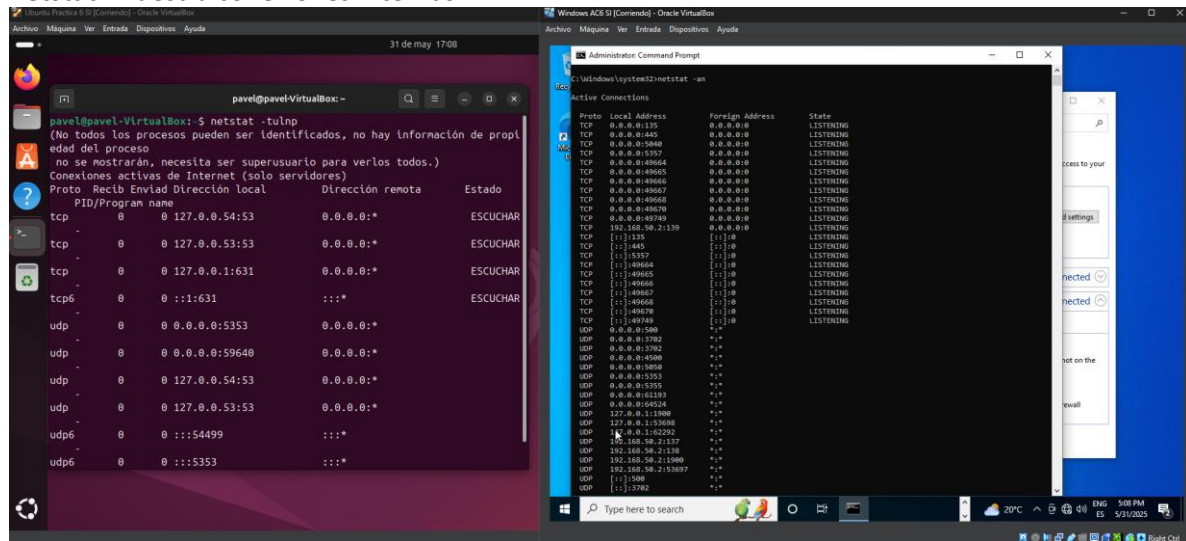 Ubuntu Practica 6 SI [Corriendo] - Oracle VirtualBox
Archivo Máquina Ver Entrada Dispositivos Ayuda
31 de may 17:08
pavel@pavel-VirtualBox: ~
pavel@pavel-VirtualBox:~$ netstat -tulnp
(No todos los procesos pueden ser identificados, no hay información de propi
edad del proceso
no se mostrarán, necesita ser superusuario para verlos todos.)
Conexiones activas de Internet (solo servidores)
Proto Recib Enviad Dirección local Dirección remota Estado
PID/Program name
tcp 0 0 127.0.0.54:53 0.0.0.0:* ESCUCHAR
-
tcp 0 0 127.0.0.53:53 0.0.0.0:* ESCUCHAR
-
tcp 0 0 127.0.0.1:631 0.0.0.0:* ESCUCHAR
-
tcp6 0 0 ::1:631 :::* ESCUCHAR
-
udp 0 0 0.0.0.0:5353 0.0.0.0:*
-
udp 0 0 0.0.0.0:59640 0.0.0.0:*
-
udp 0 0 127.0.0.54:53 0.0.0.0:*
-
udp 0 0 127.0.0.53:53 0.0.0.0:*
-
udp6 0 0 :::54499 :::*
-
udp6 0 0 :::5353 :::*
Windows AC6 SI [Corriendo] - Oracle VirtualBox
Archivo Máquina Ver Entrada Dispositivos Ayuda
Administrator: Command Prompt
C:\Windows\system32>netstat -an
Active Connections
Proto Local Address Foreign Address State
TCP 0.0.0.0:135 0.0.0.0:0 LISTENING
TCP 0.0.0.0:445 0.0.0.0:0 LISTENING
TCP 0.0.0.0:5040 0.0.0.0:0 LISTENING
TCP 0.0.0.0:5357 0.0.0.0:0 LISTENING
TCP 0.0.0.0:49664 0.0.0.0:0 LISTENING
TCP 0.0.0.0:49665 0.0.0.0:0 LISTENING
TCP 0.0.0.0:49666 0.0.0.0:0 LISTENING
TCP 0.0.0.0:49667 0.0.0.0:0 LISTENING
TCP 0.0.0.0:49668 0.0.0.0:0 LISTENING
TCP 0.0.0.0:49670 0.0.0.0:0 LISTENING
TCP 0.0.0.0:49749 0.0.0.0:0 LISTENING
TCP 192.168.50.2:139 0.0.0.0:0 LISTENING
TCP [::]:135 [::]:0 LISTENING
TCP [::]:445 [::]:0 LISTENING
TCP [::]:5357 [::]:0 LISTENING
TCP [::]:49664 [::]:0 LISTENING
TCP [::]:49665 [::]:0 LISTENING
TCP [::]:49666 [::]:0 LISTENING
TCP [::]:49667 [::]:0 LISTENING
TCP [::]:49668 [::]:0 LISTENING
TCP [::]:49670 [::]:0 LISTENING
TCP [::]:49749 [::]:0 LISTENING
UDP 0.0.0.0:500 *:*
UDP 0.0.0.0:3702 *:*
UDP 0.0.0.0:3702 *:*
UDP 0.0.0.0:4500 *:*
UDP 0.0.0.0:5050 *:*
UDP 0.0.0.0:5353 *:*
UDP 0.0.0.0:5355 *:*
UDP 0.0.0.0:61193 *:*
UDP 0.0.0.0:64524 *:*
UDP 127.0.0.1:1900 *:*
UDP 127.0.0.1:53698 *:*
UDP 127.0.0.1:62292 *:*
UDP 192.168.50.2:137 *:*
UDP 192.168.50.2:138 *:*
UDP 192.168.50.2:1900 *:*
UDP 192.168.50.2:53697 *:*
UDP [::]:500 *:*
UDP [::]:3702 *:*
ccess to your
d settings
nected
nected
not on the
rewall
Type here to search
20°C
ENG
ES
5:08 PM
5/31/2025
2
Right Ctrl